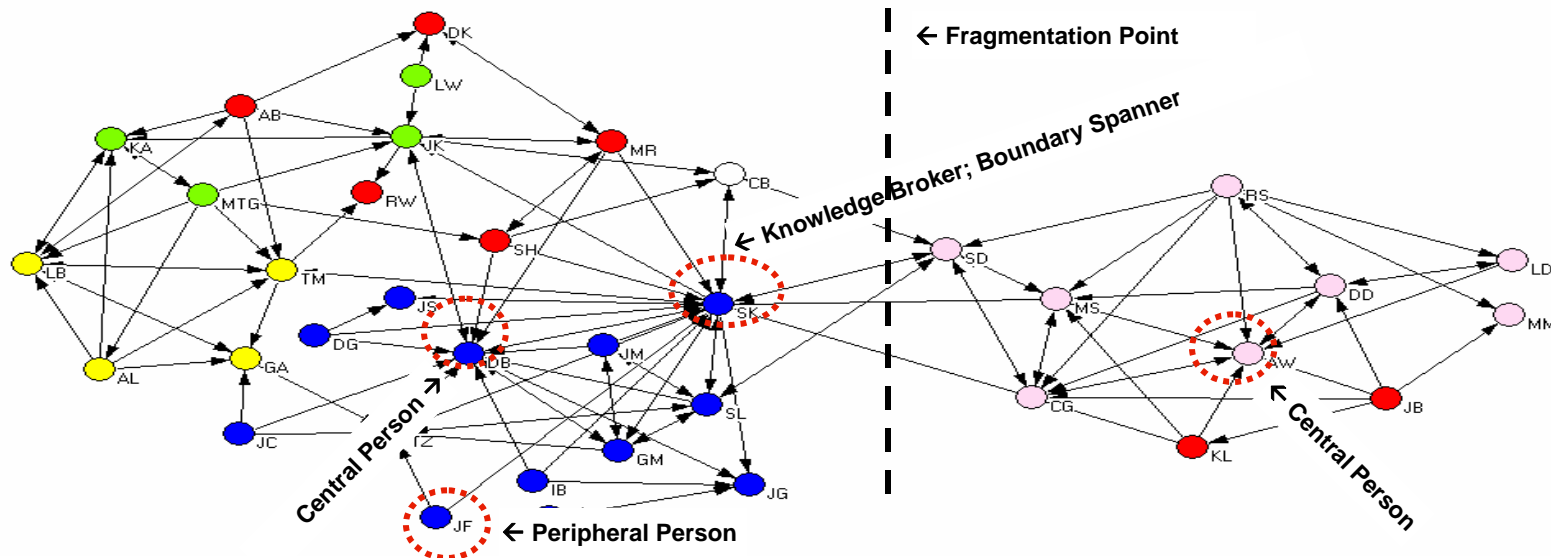 DK
← Fragmentation Point
LW
AB
KA
JK
MR
Knowledge Broker; Boundary Spanner
CB
RS
RW
MTG
SH
SD
LB
TM
LD
DD
JS
SK
MS
MM
DG
DB
JM
AW
AL
GA
CG
SL
JB
JC
TZ
Central Person →
GM
KL
Central Person
IB
JG
JF
← Peripheral Person